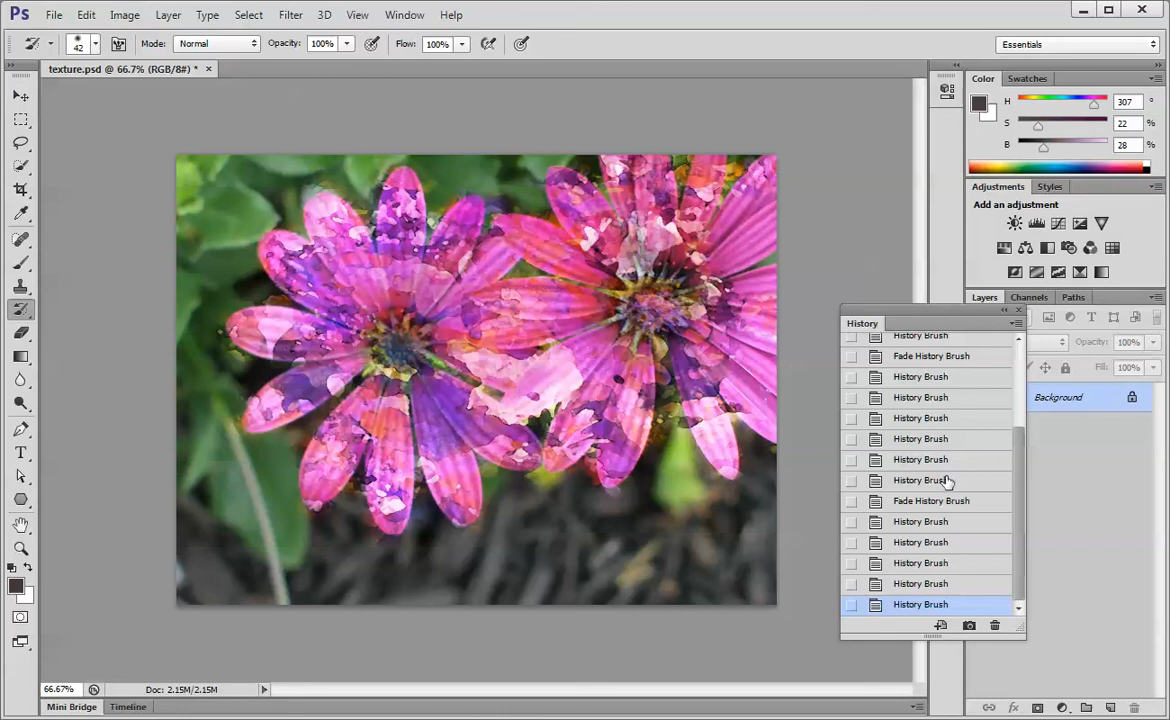 Ps File Edit Image Layer Type Select Filter 3D View Window Help
42 Mode: Normal Opacity: 100% Flow: 100% Essentials
texture.psd @ 66.7% (RGB/8#) * ×
Color Swatches
H 307 °
S 22 %
B 28 %
Adjustments Styles
Add an adjustment
Layers Channels Paths
Opacity: 100%
Fill: 100%
Background
History
History Brush
Fade History Brush
History Brush
History Brush
History Brush
History Brush
History Brush
History Brush
Fade History Brush
History Brush
History Brush
History Brush
History Brush
History Brush
66.67% Doc: 2.15M/2.15M
Mini Bridge Timeline